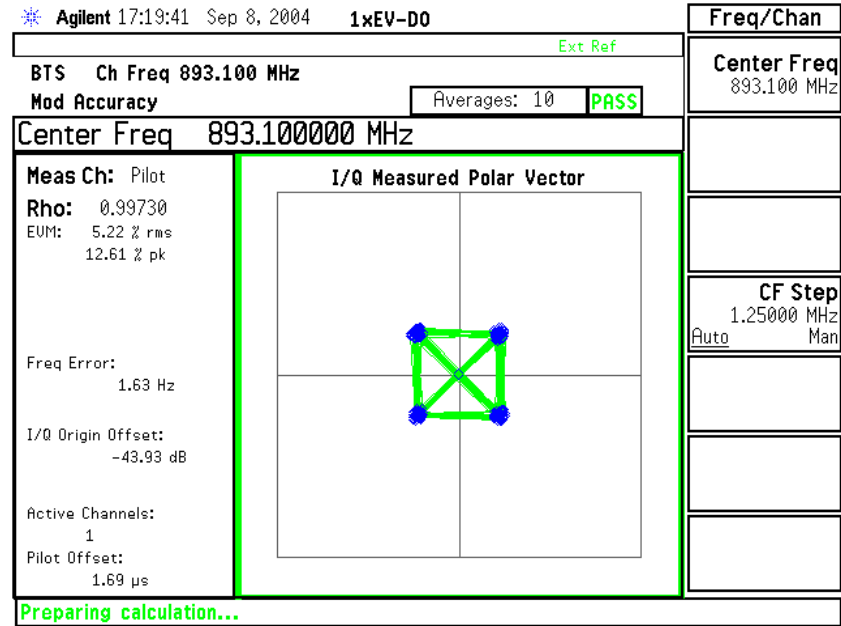 Agilent 17:19:41 Sep 8, 2004 1xEV-DO
Freq/Chan
Ext Ref
BTS Ch Freq 893.100 MHz
Mod Accuracy Averages: 10 PASS
Center Freq 893.100000 MHz
Meas Ch: Pilot
Rho: 0.99730
EVM: 5.22 % rms
12.61 % pk
Freq Error:
1.63 Hz
I/Q Origin Offset:
-43.93 dB
Active Channels:
1
Pilot Offset:
1.69 µs
I/Q Measured Polar Vector
Center Freq
893.100 MHz
CF Step
1.25000 MHz
Auto Man
Preparing calculation...